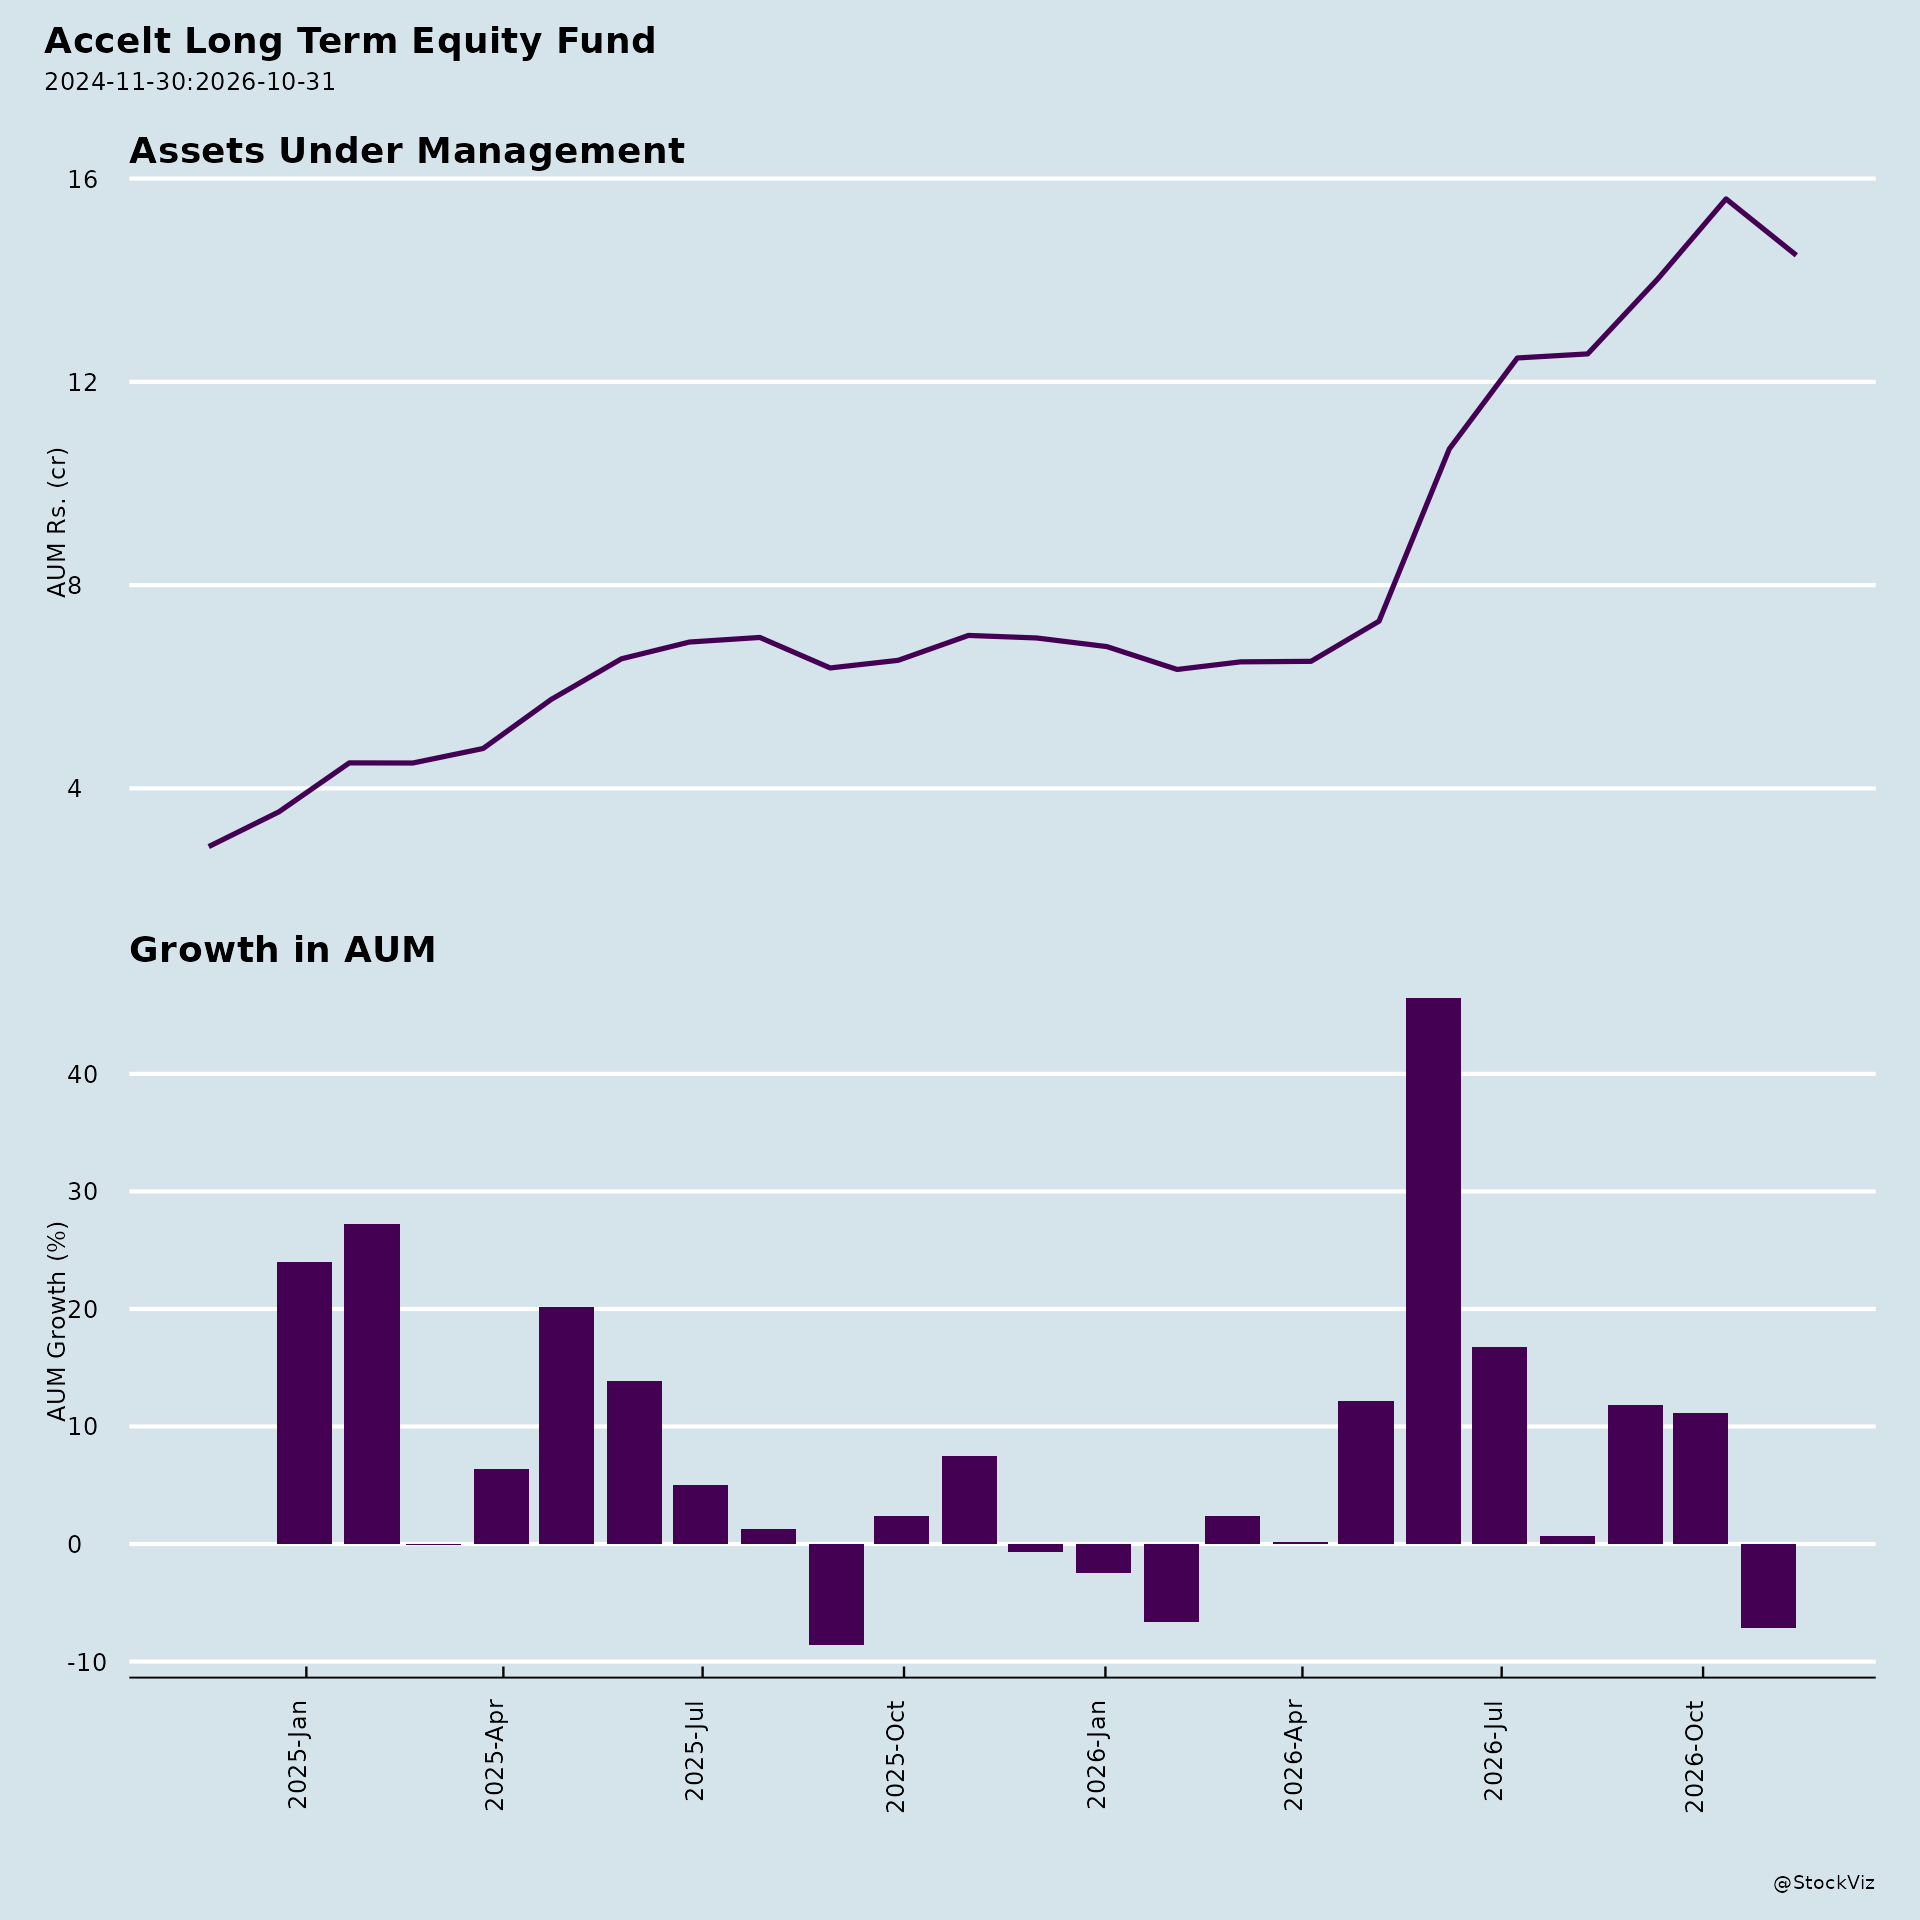 Accelt Long Term Equity Fund
2024-11-30:2026-10-31
Assets Under Management
AUM Rs. (cr)
16
12
8
4
Growth in AUM
AUM Growth (%)
40
30
20
10
0
-10
2025-Jan
2025-Apr
2025-Jul
2025-Oct
2026-Jan
2026-Apr
2026-Jul
2026-Oct
@StockViz